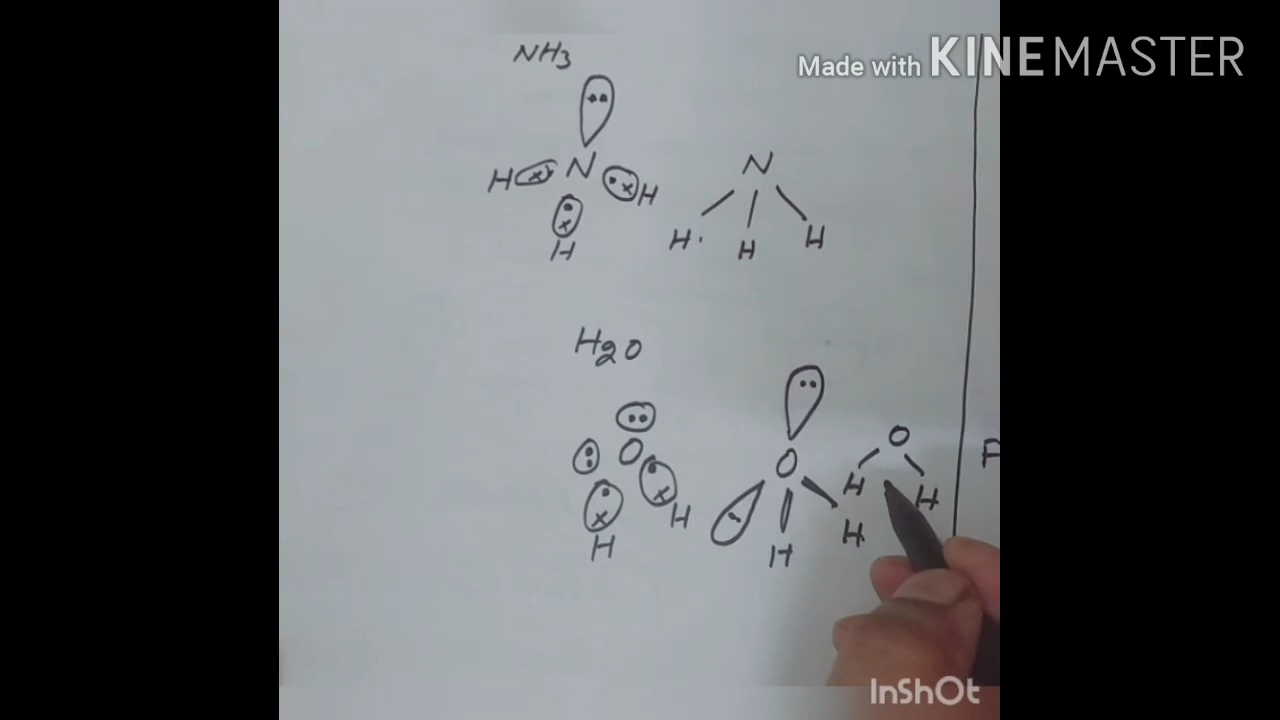 Made with KINEMASTER
NH3
N
H N H
H
H H H
H2O
O
O O
H H
H H
H
InShOt